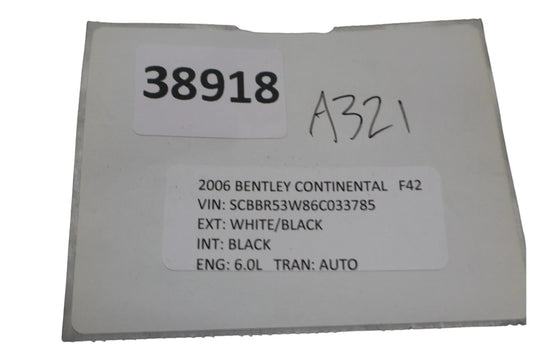 38918
A321
2006 BENTLEY CONTINENTAL F42
VIN: SCBBR53W86C033785
EXT: WHITE/BLACK
INT: BLACK
ENG: 6.0L TRAN: AUTO